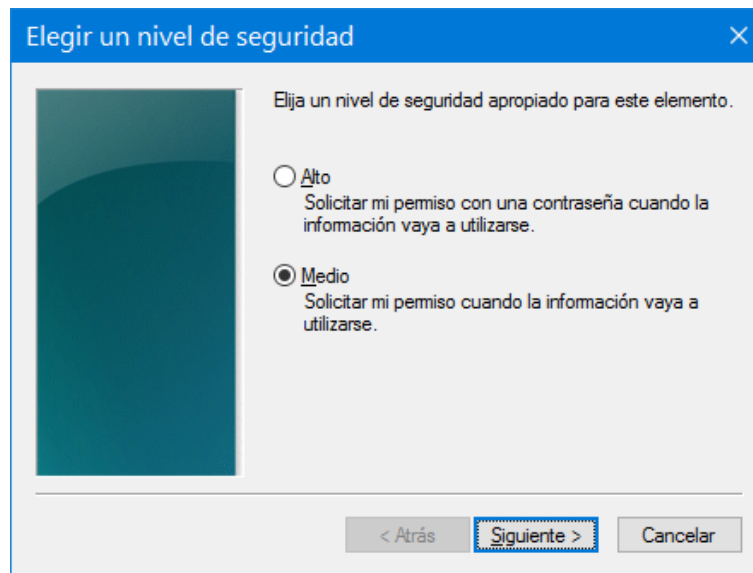 Elegir un nivel de seguridad
Elija un nivel de seguridad apropiado para este elemento.
Alto
Solicitar mi permiso con una contraseña cuando la
información vaya a utilizarse.
Medio
Solicitar mi permiso cuando la información vaya a
utilizarse.
< Atrás
Siguiente >
Cancelar